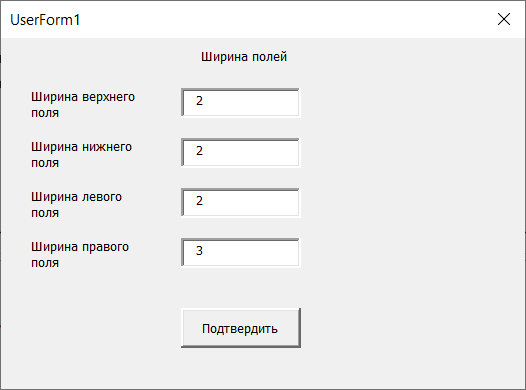 UserForm1
Ширина полей
Ширина верхнего
поля
2
Ширина нижнего
поля
2
Ширина левого
поля
2
Ширина правого
поля
3
Подтвердить